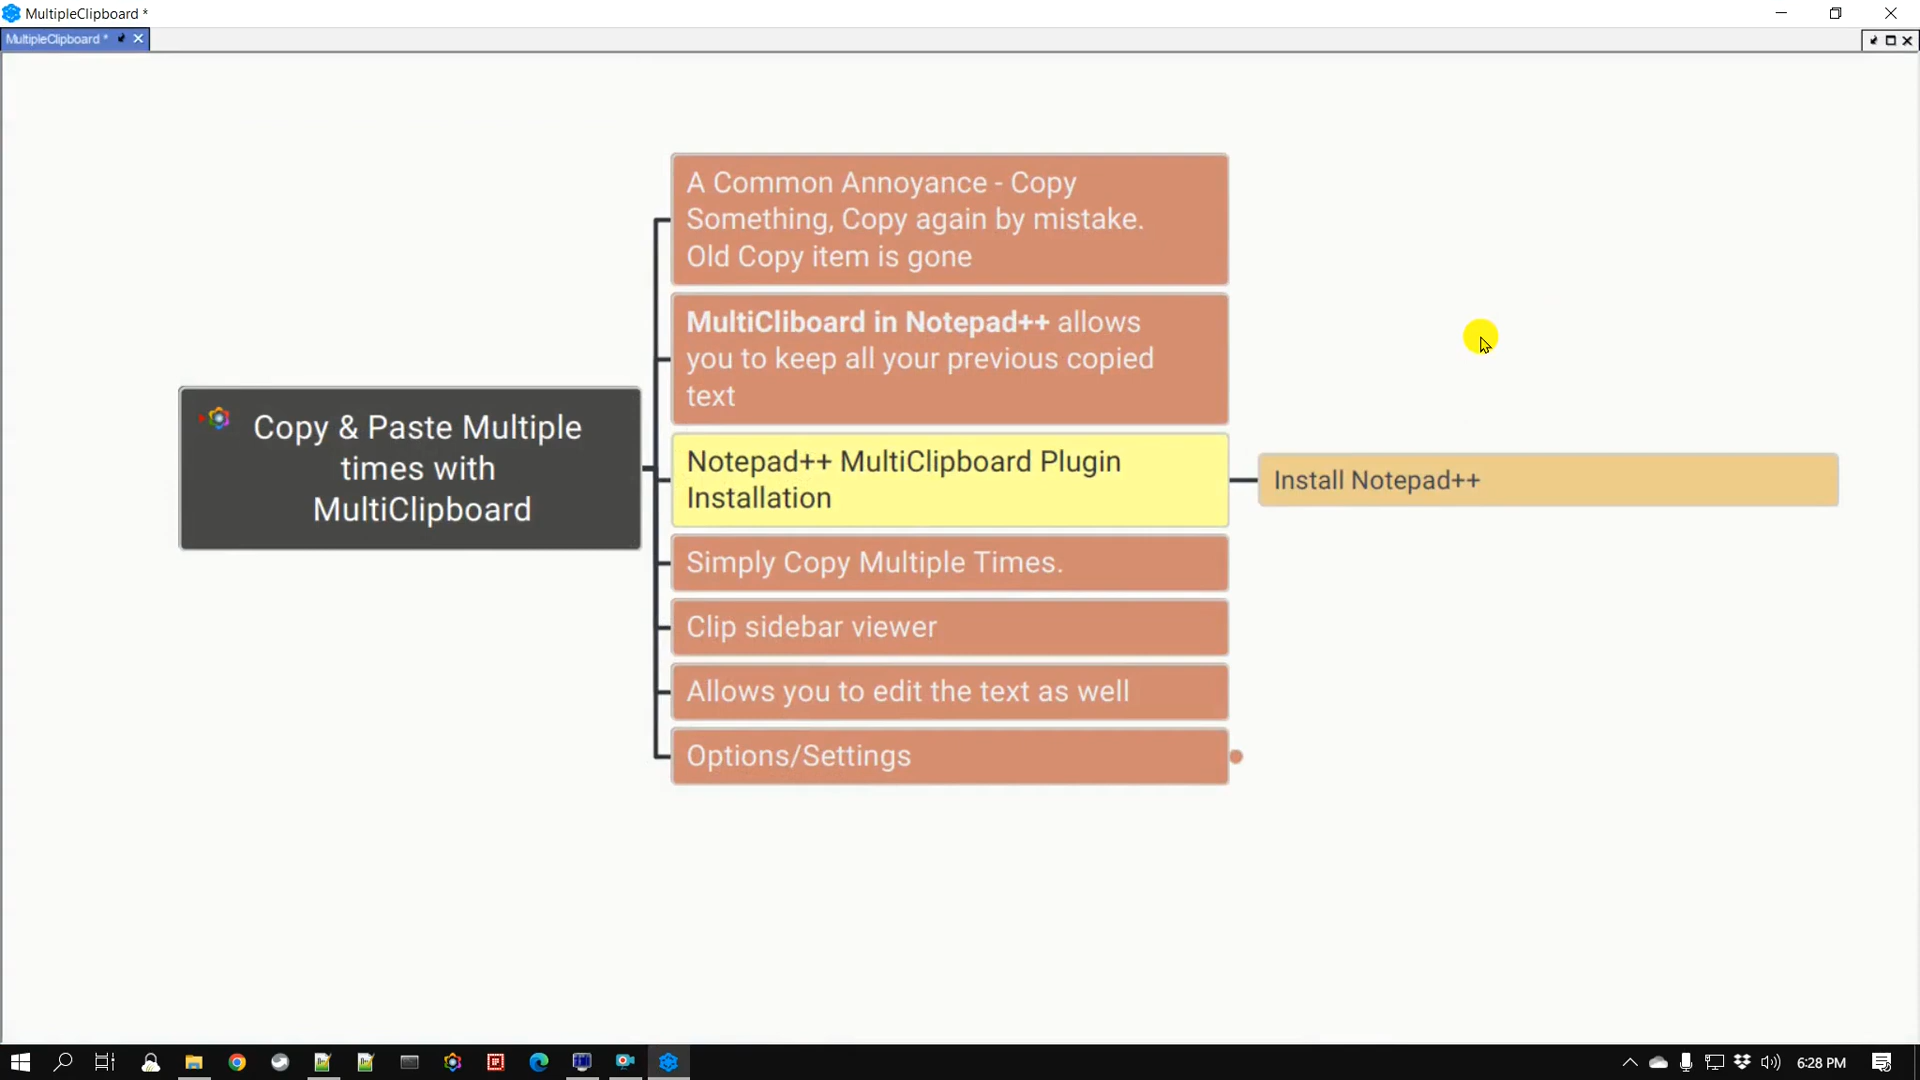 MultipleClipboard *
MultipleClipboard *
A Common Annoyance - Copy
Something, Copy again by mistake.
Old Copy item is gone
MultiCliboard in Notepad++ allows
you to keep all your previous copied
text
Copy & Paste Multiple
times with
MultiClipboard
Notepad++ MultiClipboard Plugin
Installation
Install Notepad++
Simply Copy Multiple Times.
Clip sidebar viewer
Allows you to edit the text as well
Options/Settings
6:28 PM